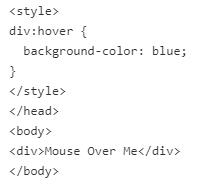 <style>
div:hover {
  background-color: blue;
}
</style>
</head>
<body>
<div>Mouse Over Me</div>
</body>